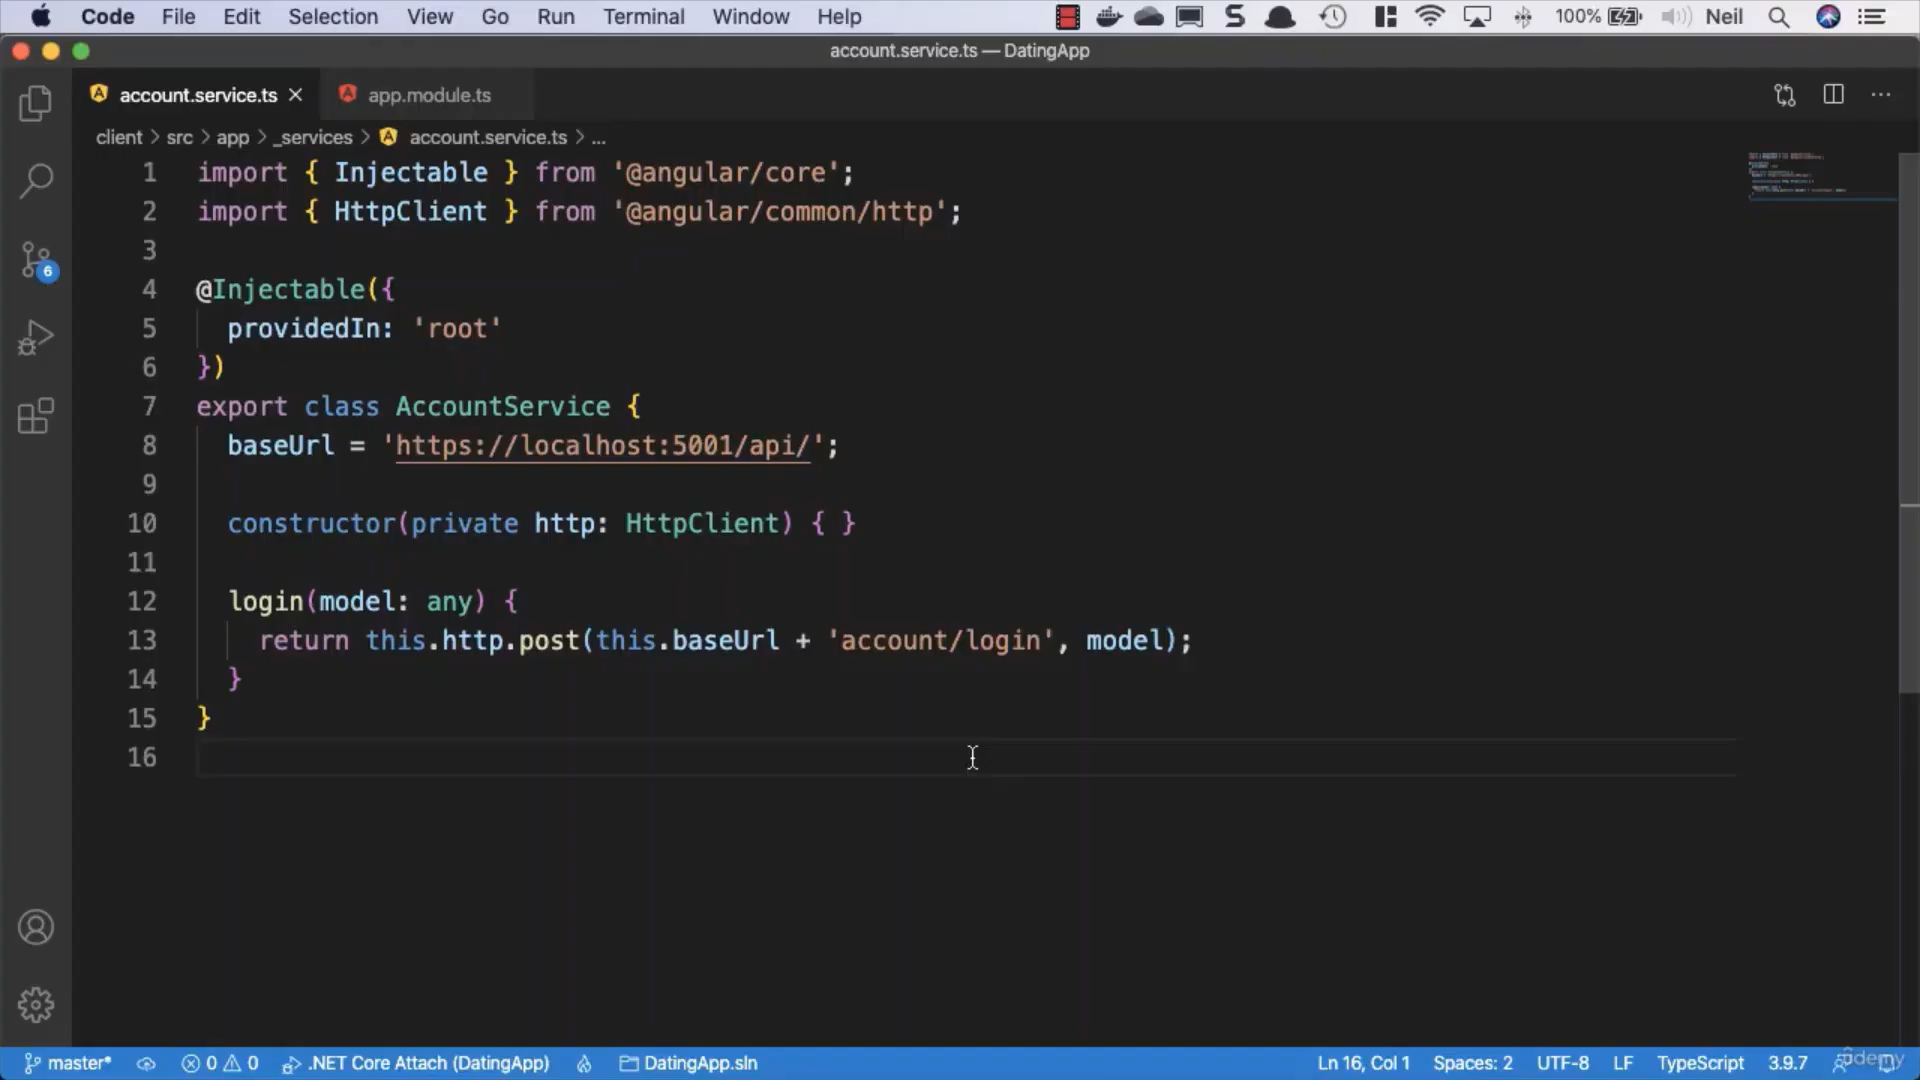 Code File Edit Selection View Go Run Terminal Window Help 100% Neil
account.service.ts — DatingApp
account.service.ts app.module.ts
client > src > app > _services > account.service.ts > ...
1 import { Injectable } from '@angular/core';
2 import { HttpClient } from '@angular/common/http';
3
4 @Injectable({
5 providedIn: 'root'
6 })
7 export class AccountService {
8 baseUrl = 'https://localhost:5001/api/';
9
10 constructor(private http: HttpClient) { }
11
12 login(model: any) {
13 return this.http.post(this.baseUrl + 'account/login', model);
14 }
15 }
16
6
master* 0 0 .NET Core Attach (DatingApp) DatingApp.sln Ln 16, Col 1 Spaces: 2 UTF-8 LF TypeScript 3.9.7
udemy